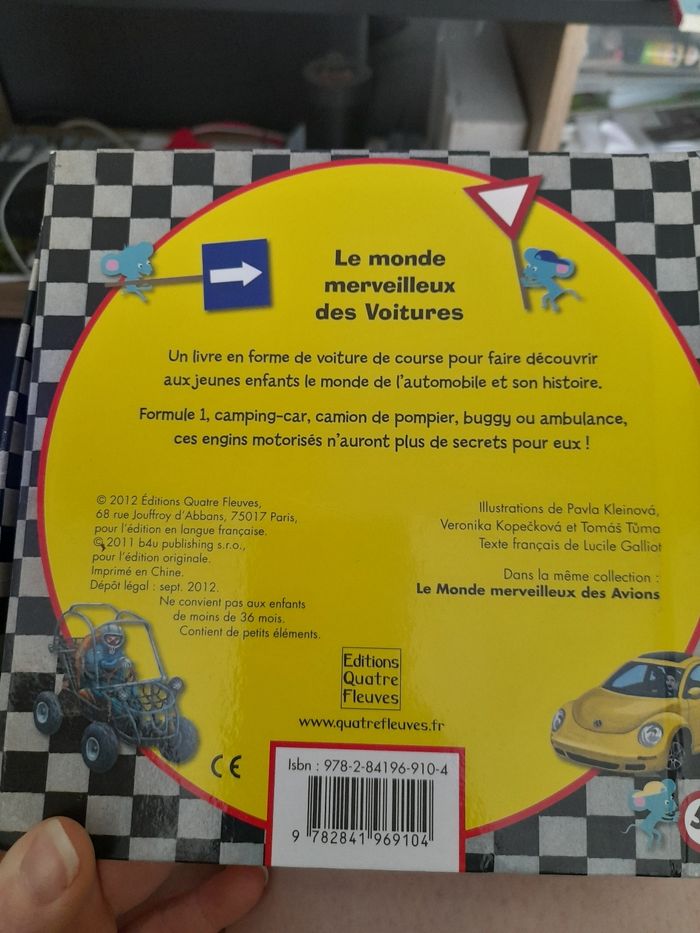 Le monde
merveilleux
des Voitures
Un livre en forme de voiture de course pour faire découvrir
aux jeunes enfants le monde de l'automobile et son histoire.
Formule 1, camping-car, camion de pompier, buggy ou ambulance,
ces engins motorisés n'auront plus de secrets pour eux !
© 2012 Éditions Quatre Fleuves,
68 rue Jouffroy d'Abbans, 75017 Paris,
pour l'édition en langue française.
© 2011 b4u publishing s.r.o.,
pour l'édition originale.
Imprimé en Chine.
Dépôt légal : sept. 2012.
Ne convient pas aux enfants
de moins de 36 mois.
Contient de petits éléments.
Illustrations de Pavla Kleinová,
Veronika Kopečková et Tomáš Tůma
Texte français de Lucile Galliot
Dans la même collection :
Le Monde merveilleux des Avions
Editions
Quatre
Fleuves
www.quatrefleuves.fr
CE
Isbn : 978-2-84196-910-4
9 782841 969104